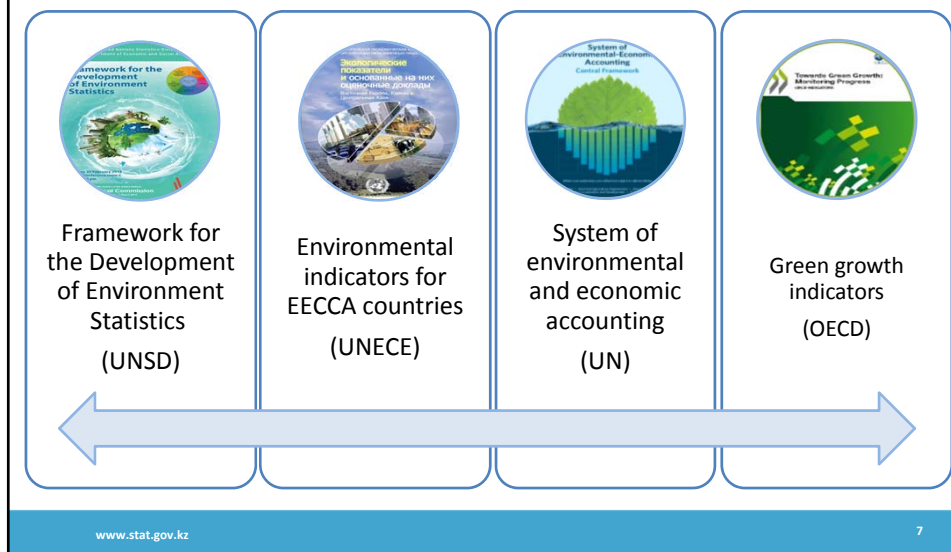 Framework for the
Development
of Environment
Statistics
Экологические
показатели
и основанные на них
оценочные доклады
System of
Environmental-Economic
Accounting
Central Framework
Towards Green Growth:
Monitoring Progress
OECD INDICATORS
Framework for
the Development
of Environment
Statistics
(UNSD)
Environmental
indicators for
EECCA countries
(UNECE)
System of
environmental
and economic
accounting
(UN)
Green growth
indicators
(OECD)
www.stat.gov.kz
7